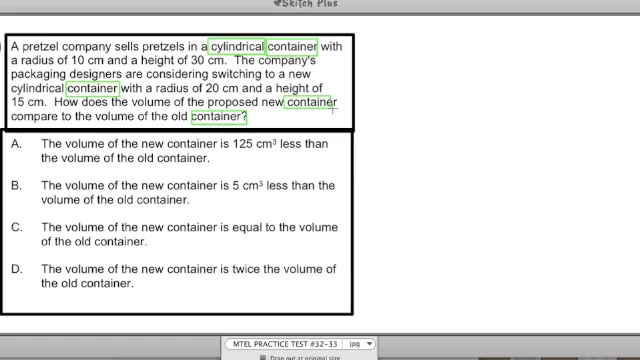 Skitch Plus
A pretzel company sells pretzels in a cylindrical container with
a radius of 10 cm and a height of 30 cm. The company's
packaging designers are considering switching to a new
cylindrical container with a radius of 20 cm and a height of
15 cm. How does the volume of the proposed new container
compare to the volume of the old container?
A. The volume of the new container is 125 cm³ less than
the volume of the old container.
B. The volume of the new container is 5 cm³ less than the
volume of the old container.
C. The volume of the new container is equal to the volume
of the old container.
D. The volume of the new container is twice the volume of
the old container.
MTEL PRACTICE TEST #32-33 jpg
Drag out at original size